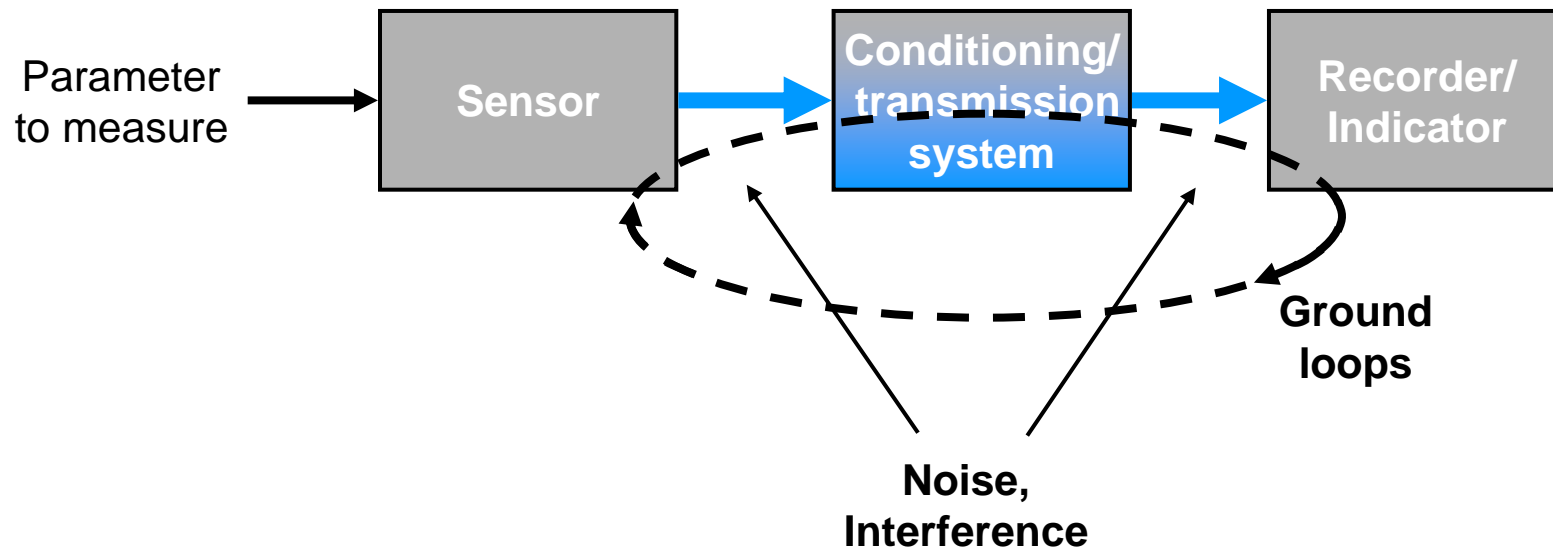 Parameter
to measure
Sensor
Conditioning/
transmission
system
Recorder/
Indicator
Ground
loops
Noise,
Interference